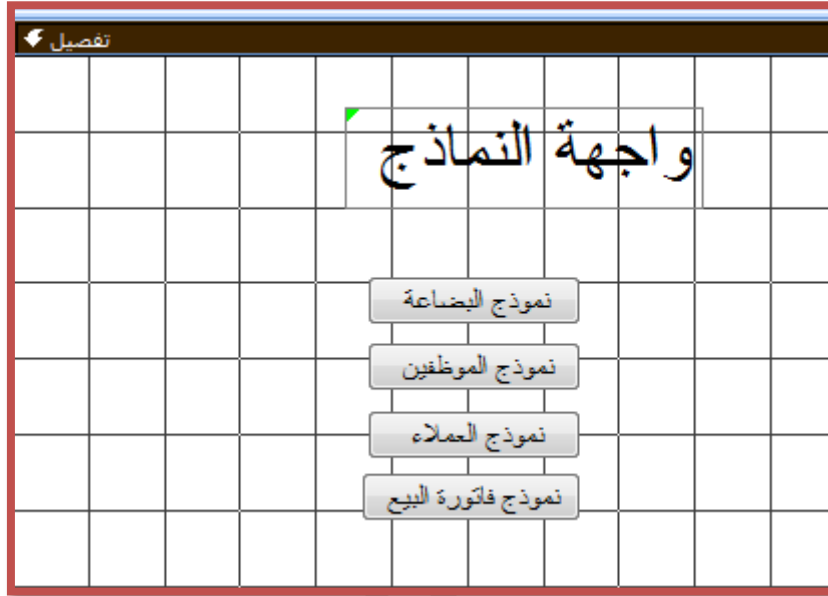 تفصيل
واجهة النماذج
نموذج البضاعة
نموذج الموظفين
نموذج العملاء
نموذج فاتورة البيع